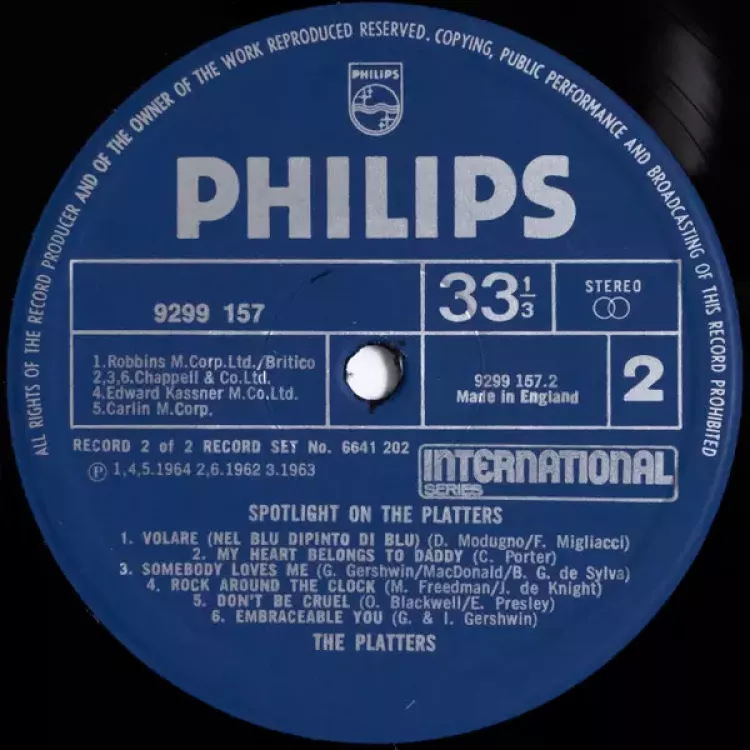 ALL RIGHTS OF THE RECORD PRODUCER AND OF THE OWNER OF THE WORK REPRODUCED RESERVED. COPYING, PUBLIC PERFORMANCE AND BROADCASTING OF THIS RECORD PROHIBITED
PHILIPS
PHILIPS
9299 157
33 1/3
STEREO
1.Robbins M.Corp.Ltd./Britico
2,3,6.Chappell & Co.Ltd.
4.Edward Kassner M.Co.Ltd.
5.Carlin M.Corp.
9299 157.2
Made in England
2
RECORD 2 of 2 RECORD SET No. 6641 202
Ⓟ 1,4,5.1964 2,6.1962 3.1963
INTERNATIONAL
SERIES
SPOTLIGHT ON THE PLATTERS
1. VOLARE (NEL BLU DIPINTO DI BLU) (D. Modugno/F. Migliacci)
2. MY HEART BELONGS TO DADDY (C. Porter)
3. SOMEBODY LOVES ME (G. Gershwin/MacDonald/B. G. de Sylva)
4. ROCK AROUND THE CLOCK (M. Freedman/J. de Knight)
5. DON'T BE CRUEL (O. Blackwell/E. Presley)
6. EMBRACEABLE YOU (G. & I. Gershwin)
THE PLATTERS